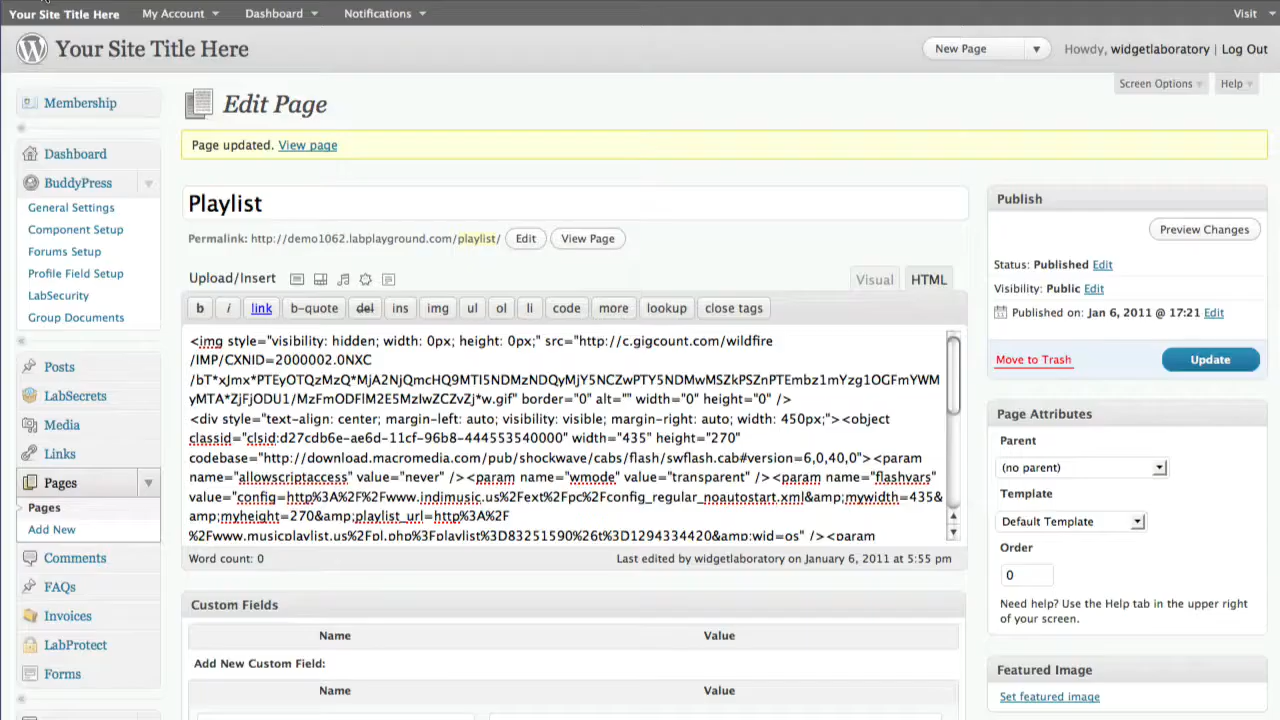 Your Site Title Here My Account Dashboard Notifications Visit
Your Site Title Here New Page Howdy, widgetlaboratory | Log Out
Screen Options Help
Membership
Dashboard
BuddyPress
General Settings
Component Setup
Forums Setup
Profile Field Setup
LabSecurity
Group Documents
Posts
LabSecrets
Media
Links
Pages
Pages
Add New
Comments
FAQs
Invoices
LabProtect
Forms
Edit Page
Page updated. View page
Playlist
Permalink: http://demo1062.labplayground.com/playlist/ Edit View Page
Upload/Insert Visual HTML
b i link b-quote del ins img ul ol li code more lookup close tags
<img style="visibility: hidden; width: 0px; height: 0px;" src="http://c.gigcount.com/wildfire
/IMP/CXNID=2000002.0NXC
/bT*xJmx*PTEyOTQzMzQ*MjA2NjQmcHQ9MTI5NDMzNDQyMjY5NCZwPTY5NDMwMSZkPSZnPTEmbz1mYzg1OGFmYWM
yMTA*ZjFjODU1/MzFmODFlM2E5MzIwZCZvZj*w.gif" border="0" alt="" width="0" height="0" />
<div style="text-align: center; margin-left: auto; visibility: visible; margin-right: auto; width: 450px;"><object
classid="clsid:d27cdb6e-ae6d-11cf-96b8-444553540000" width="435" height="270"
codebase="http://download.macromedia.com/pub/shockwave/cabs/flash/swflash.cab#version=6,0,40,0"><param
name="allowscriptaccess" value="never" /><param name="wmode" value="transparent" /><param name="flashvars"
value="config=http%3A%2F%2Fwww.indimusic.us%2Fext%2Fpc%2Fconfig_regular_noautostart.xml&amp;mywidth=435&
amp;myheight=270&amp;playlist_url=http%3A%2F
%2Fwww.musicplaylist.us%2Fpl.php%3Fplaylist%3D83251590%26t%3D1294334420&amp;wid=os" /><param
Word count: 0 Last edited by widgetlaboratory on January 6, 2011 at 5:55 pm
Custom Fields
Name Value
Add New Custom Field:
Name Value
Publish
Preview Changes
Status: Published Edit
Visibility: Public Edit
Published on: Jan 6, 2011 @ 17:21 Edit
Move to Trash Update
Page Attributes
Parent
(no parent)
Template
Default Template
Order
0
Need help? Use the Help tab in the upper right
of your screen.
Featured Image
Set featured image